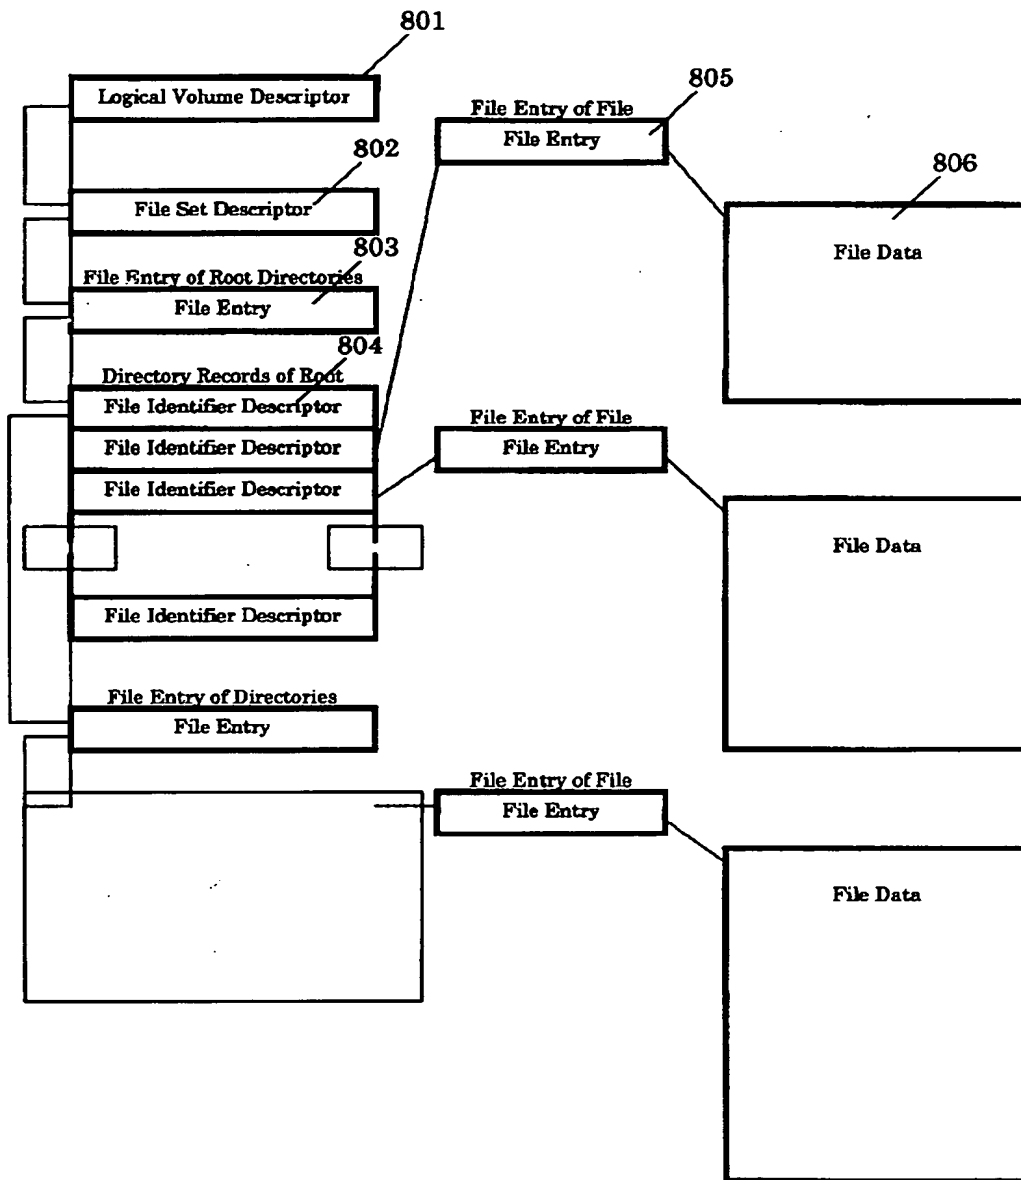 801
Logical Volume Descriptor
802
File Set Descriptor
803
File Entry of Root Directories
File Entry
804
Directory Records of Root
File Identifier Descriptor
File Identifier Descriptor
File Identifier Descriptor
File Identifier Descriptor
File Entry of Directories
File Entry
805
File Entry of File
File Entry
File Entry of File
File Entry
File Entry of File
File Entry
806
File Data
File Data
File Data